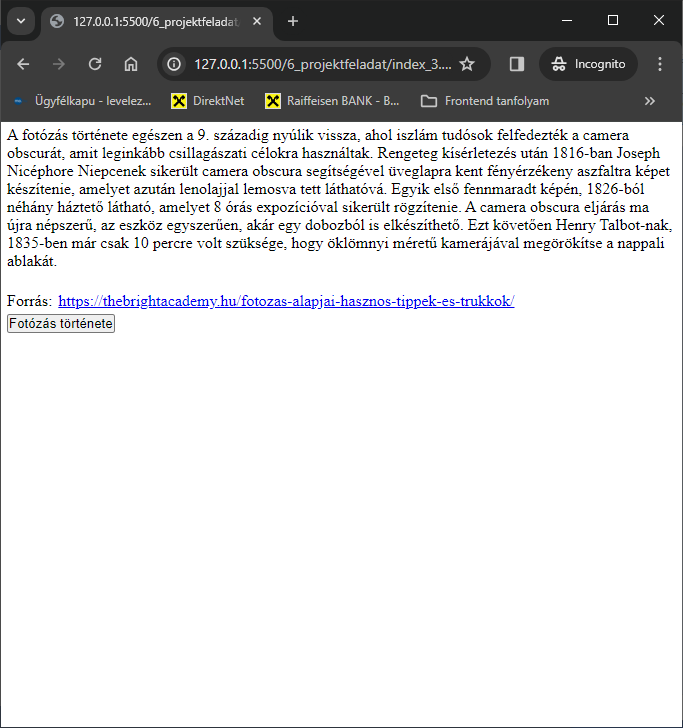 127.0.0.1:5500/6_projektfeladat
127.0.0.1:5500/6_projektfeladat/index_3....
Incognito
Ügyfélkapu - levelez...
DirektNet
Raiffeisen BANK - B...
Frontend tanfolyam
A fotózás története egészen a 9. századig nyúlik vissza, ahol iszlám tudósok felfedezték a camera
obscurát, amit leginkább csillagászati célokra használtak. Rengeteg kísérletezés után 1816-ban Joseph
Nicéphore Niepcenek sikerült camera obscura segítségével üveglapra kent fényérzékeny aszfaltra képet
készítenie, amelyet azután lenolajjal lemosva tett láthatóvá. Egyik első fennmaradt képén, 1826-ból
néhány háztető látható, amelyet 8 órás expozícióval sikerült rögzítenie. A camera obscura eljárás ma
újra népszerű, az eszköz egyszerűen, akár egy dobozból is elkészíthető. Ezt követően Henry Talbot-nak,
1835-ben már csak 10 percre volt szüksége, hogy öklömnyi méretű kamerájával megörökítse a nappali
ablakát.
Forrás: https://thebrightacademy.hu/fotozas-alapjai-hasznos-tippek-es-trukkok/
Fotózás története